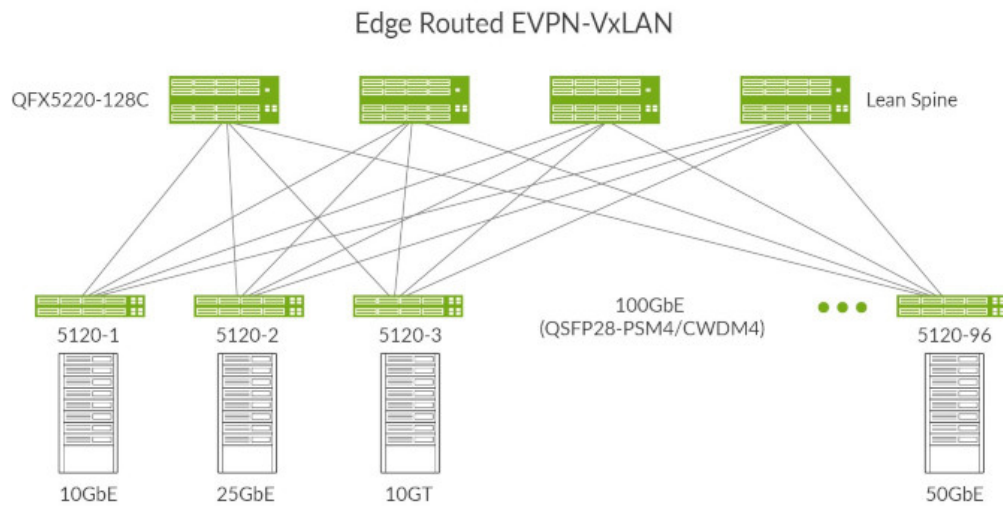 Edge Routed EVPN-VxLAN
QFX5220-128C
Lean Spine
100GbE
(QSFP28-PSM4/CWDM4)
5120-1
5120-2
5120-3
5120-96
10GbE
25GbE
10GT
50GbE